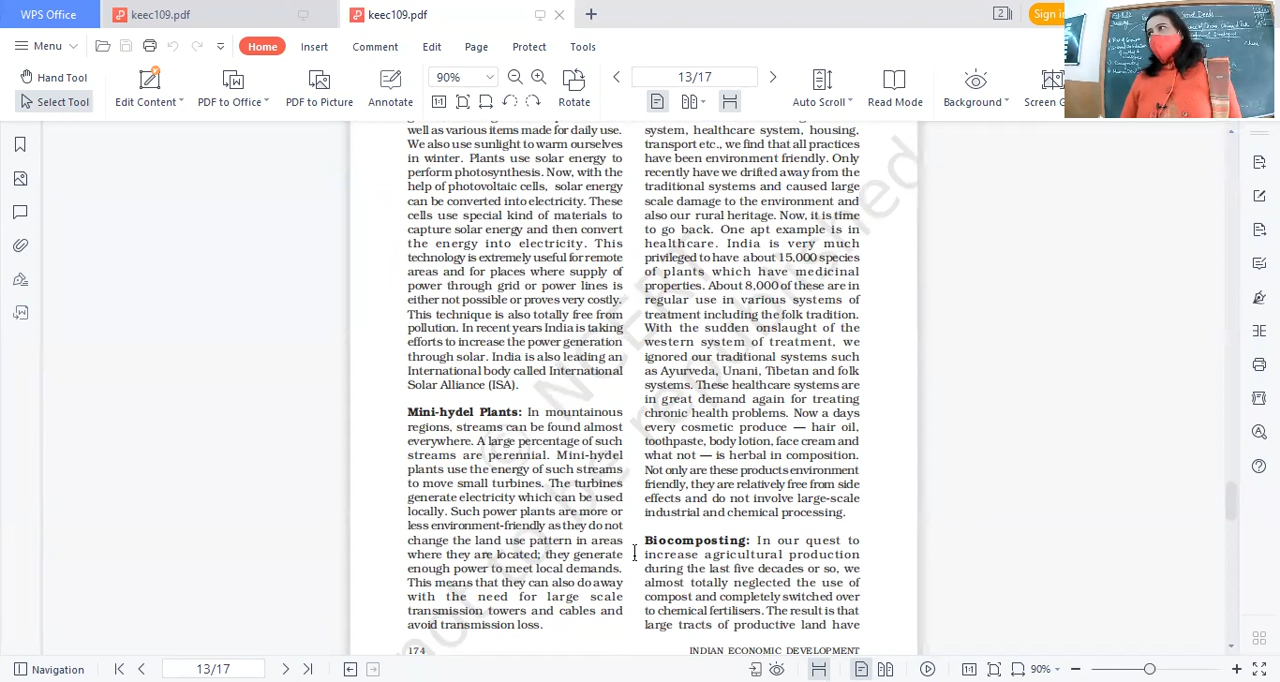 WPS Office
keec109.pdf
keec109.pdf
2
Sign in
Menu
Home
Insert
Comment
Edit
Page
Protect
Tools
Hand Tool
Select Tool
Edit Content
PDF to Office
PDF to Picture
Annotate
90%
Rotate
13/17
Auto Scroll
Read Mode
Background
Screen
well as various items made for daily use.
We also use sunlight to warm ourselves
in winter. Plants use solar energy to
perform photosynthesis. Now, with the
help of photovoltaic cells, solar energy
can be converted into electricity. These
cells use special kind of materials to
capture solar energy and then convert
the energy into electricity. This
technology is extremely useful for remote
areas and for places where supply of
power through grid or power lines is
either not possible or proves very costly.
This technique is also totally free from
pollution. In recent years India is taking
efforts to increase the power generation
through solar. India is also leading an
International body called International
Solar Alliance (ISA).
Mini-hydel Plants: In mountainous
regions, streams can be found almost
everywhere. A large percentage of such
streams are perennial. Mini-hydel
plants use the energy of such streams
to move small turbines. The turbines
generate electricity which can be used
locally. Such power plants are more or
less environment-friendly as they do not
change the land use pattern in areas
where they are located; they generate
enough power to meet local demands.
This means that they can also do away
with the need for large scale
transmission towers and cables and
avoid transmission loss.
174
system, healthcare system, housing,
transport etc., we find that all practices
have been environment friendly. Only
recently have we drifted away from the
traditional systems and caused large
scale damage to the environment and
also our rural heritage. Now, it is time
to go back. One apt example is in
healthcare. India is very much
privileged to have about 15,000 species
of plants which have medicinal
properties. About 8,000 of these are in
regular use in various systems of
treatment including the folk tradition.
With the sudden onslaught of the
western system of treatment, we
ignored our traditional systems such
as Ayurveda, Unani, Tibetan and folk
systems. These healthcare systems are
in great demand again for treating
chronic health problems. Now a days
every cosmetic produce — hair oil,
toothpaste, body lotion, face cream and
what not — is herbal in composition.
Not only are these products environment
friendly, they are relatively free from side
effects and do not involve large-scale
industrial and chemical processing.
Biocomposting: In our quest to
increase agricultural production
during the last five decades or so, we
almost totally neglected the use of
compost and completely switched over
to chemical fertilisers. The result is that
large tracts of productive land have
INDIAN ECONOMIC DEVELOPMENT
© NCERT
not to be republished
Navigation
13/17
90%